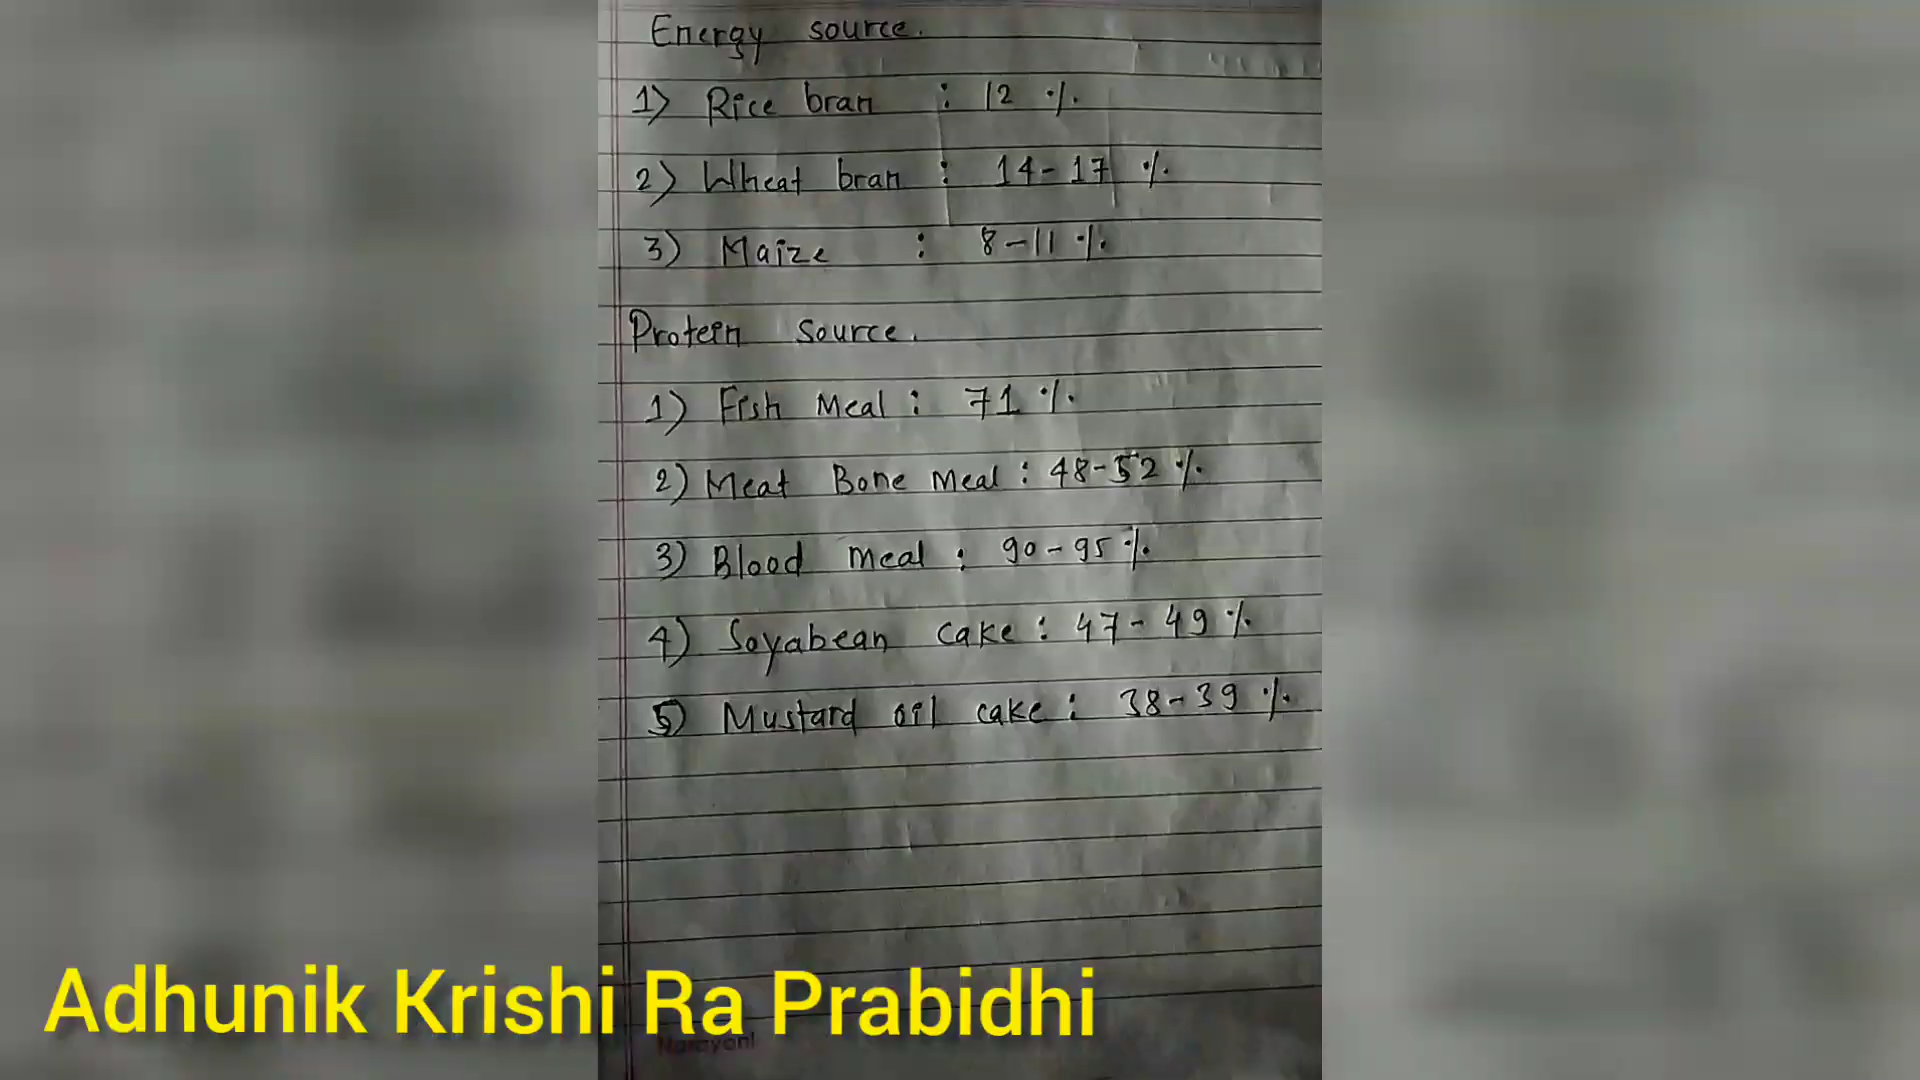 Energy source.
1) Rice bran : 12 %.
2) Wheat bran : 14-17 %.
3) Maize : 8-11 %.
Protein source.
1) Fish Meal : 71 %.
2) Meat Bone Meal : 48-52 %.
3) Blood Meal : 90-95 %.
4) Soyabean cake : 47-49 %.
5) Mustard oil cake : 38-39 %.
Adhunik Krishi Ra Prabidhi
Narayani